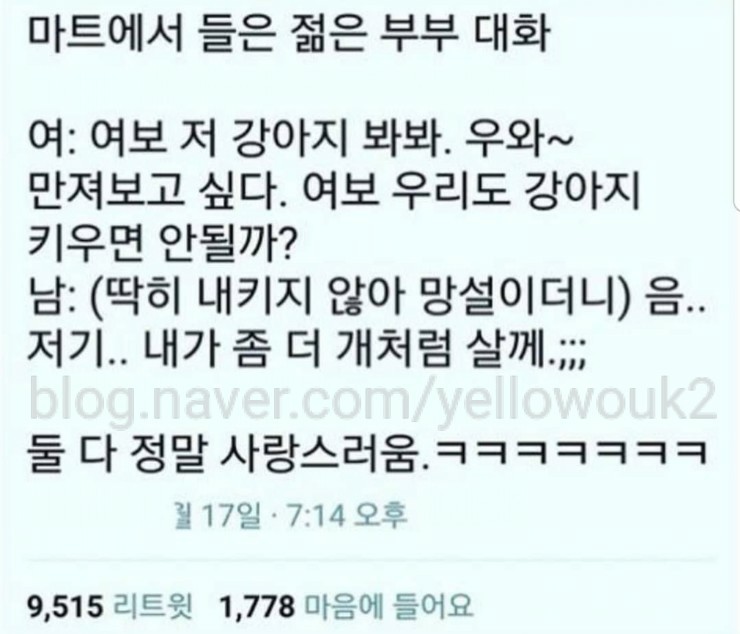 마트에서 들은 젊은 부부 대화
여: 여보 저 강아지 봐봐. 우와~
만져보고 싶다. 여보 우리도 강아지
키우면 안될까?
남: (딱히 내키지 않아 망설이더니) 음..
저기.. 내가 좀 더 개처럼 살께.;;;
blog.naver.com/yellowouk2
둘 다 정말 사랑스러움.ㅋㅋㅋㅋㅋㅋㅋ
17일 · 7:14 오후
9,515 리트윗 1,778 마음에 들어요